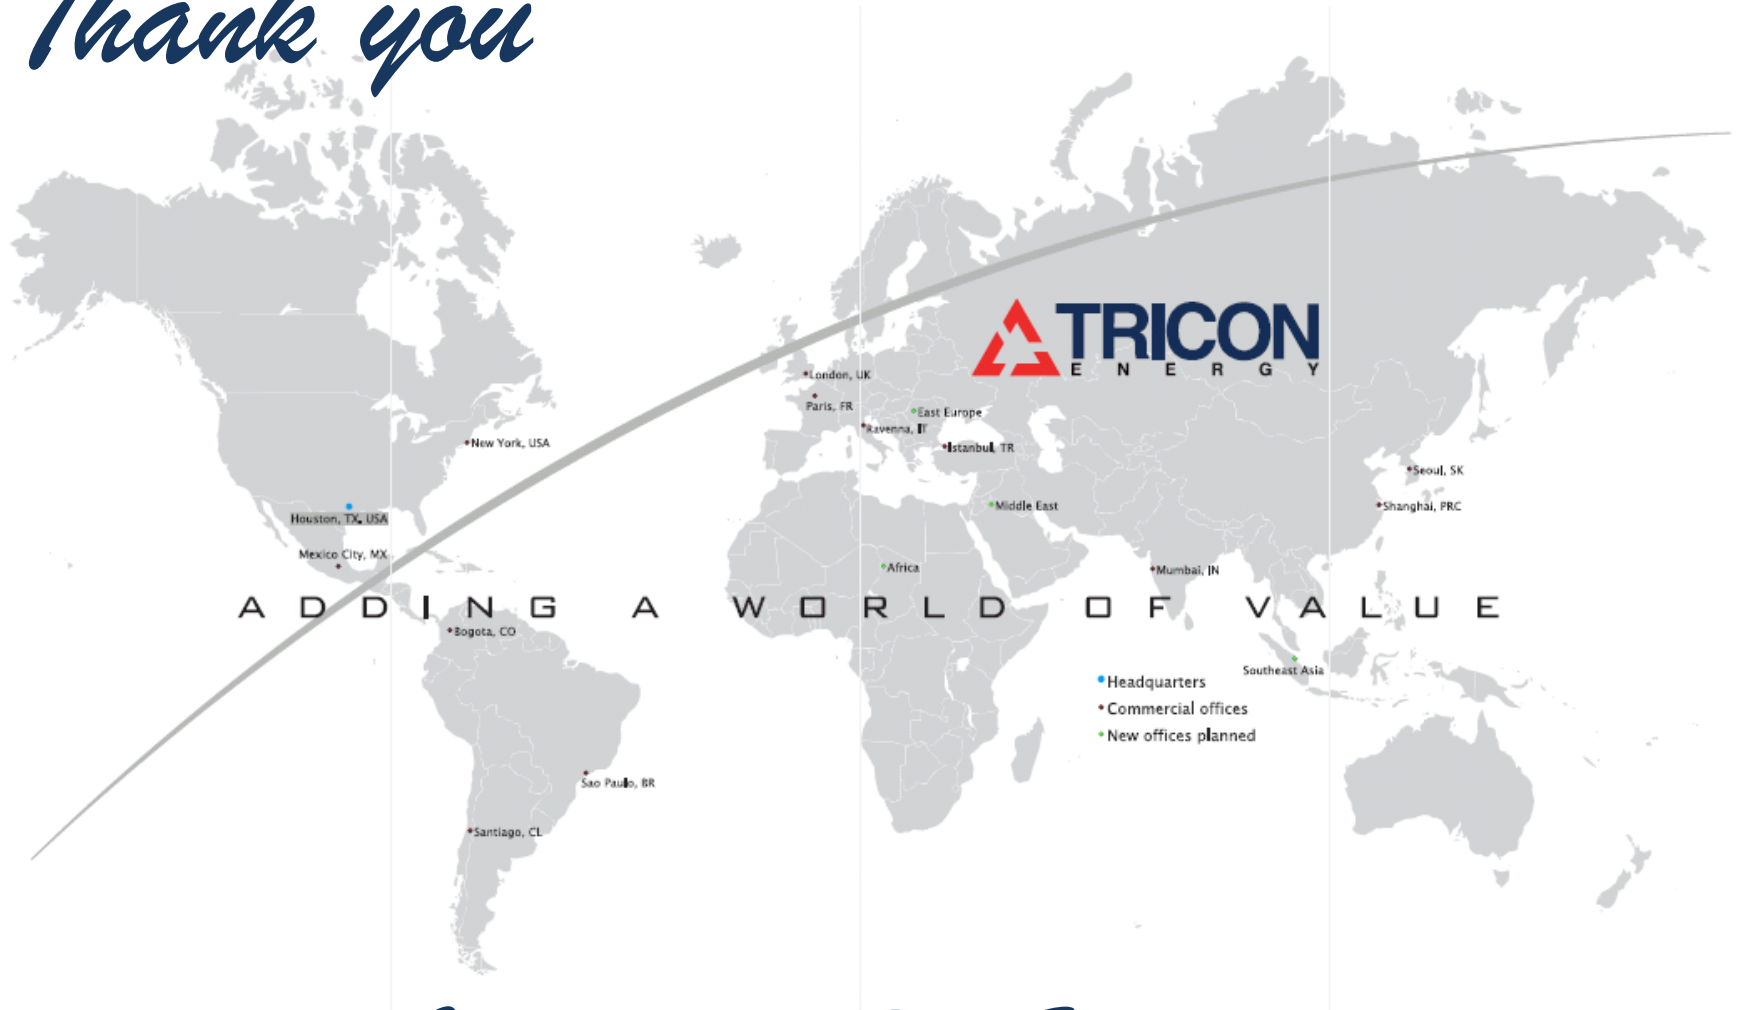 Thank you
TRICON
ENERGY
London, UK
Paris, FR
East Europe
Ravenna, IT
Istanbul, TR
New York, USA
Seoul, SK
Houston, TX, USA
Middle East
Shanghai, PRC
Mexico City, MX
Africa
Mumbai, IN
ADDING A WORLD OF VALUE
Bogota, CO
Southeast Asia
Headquarters
Commercial offices
New offices planned
Sao Paulo, BR
Santiago, CL